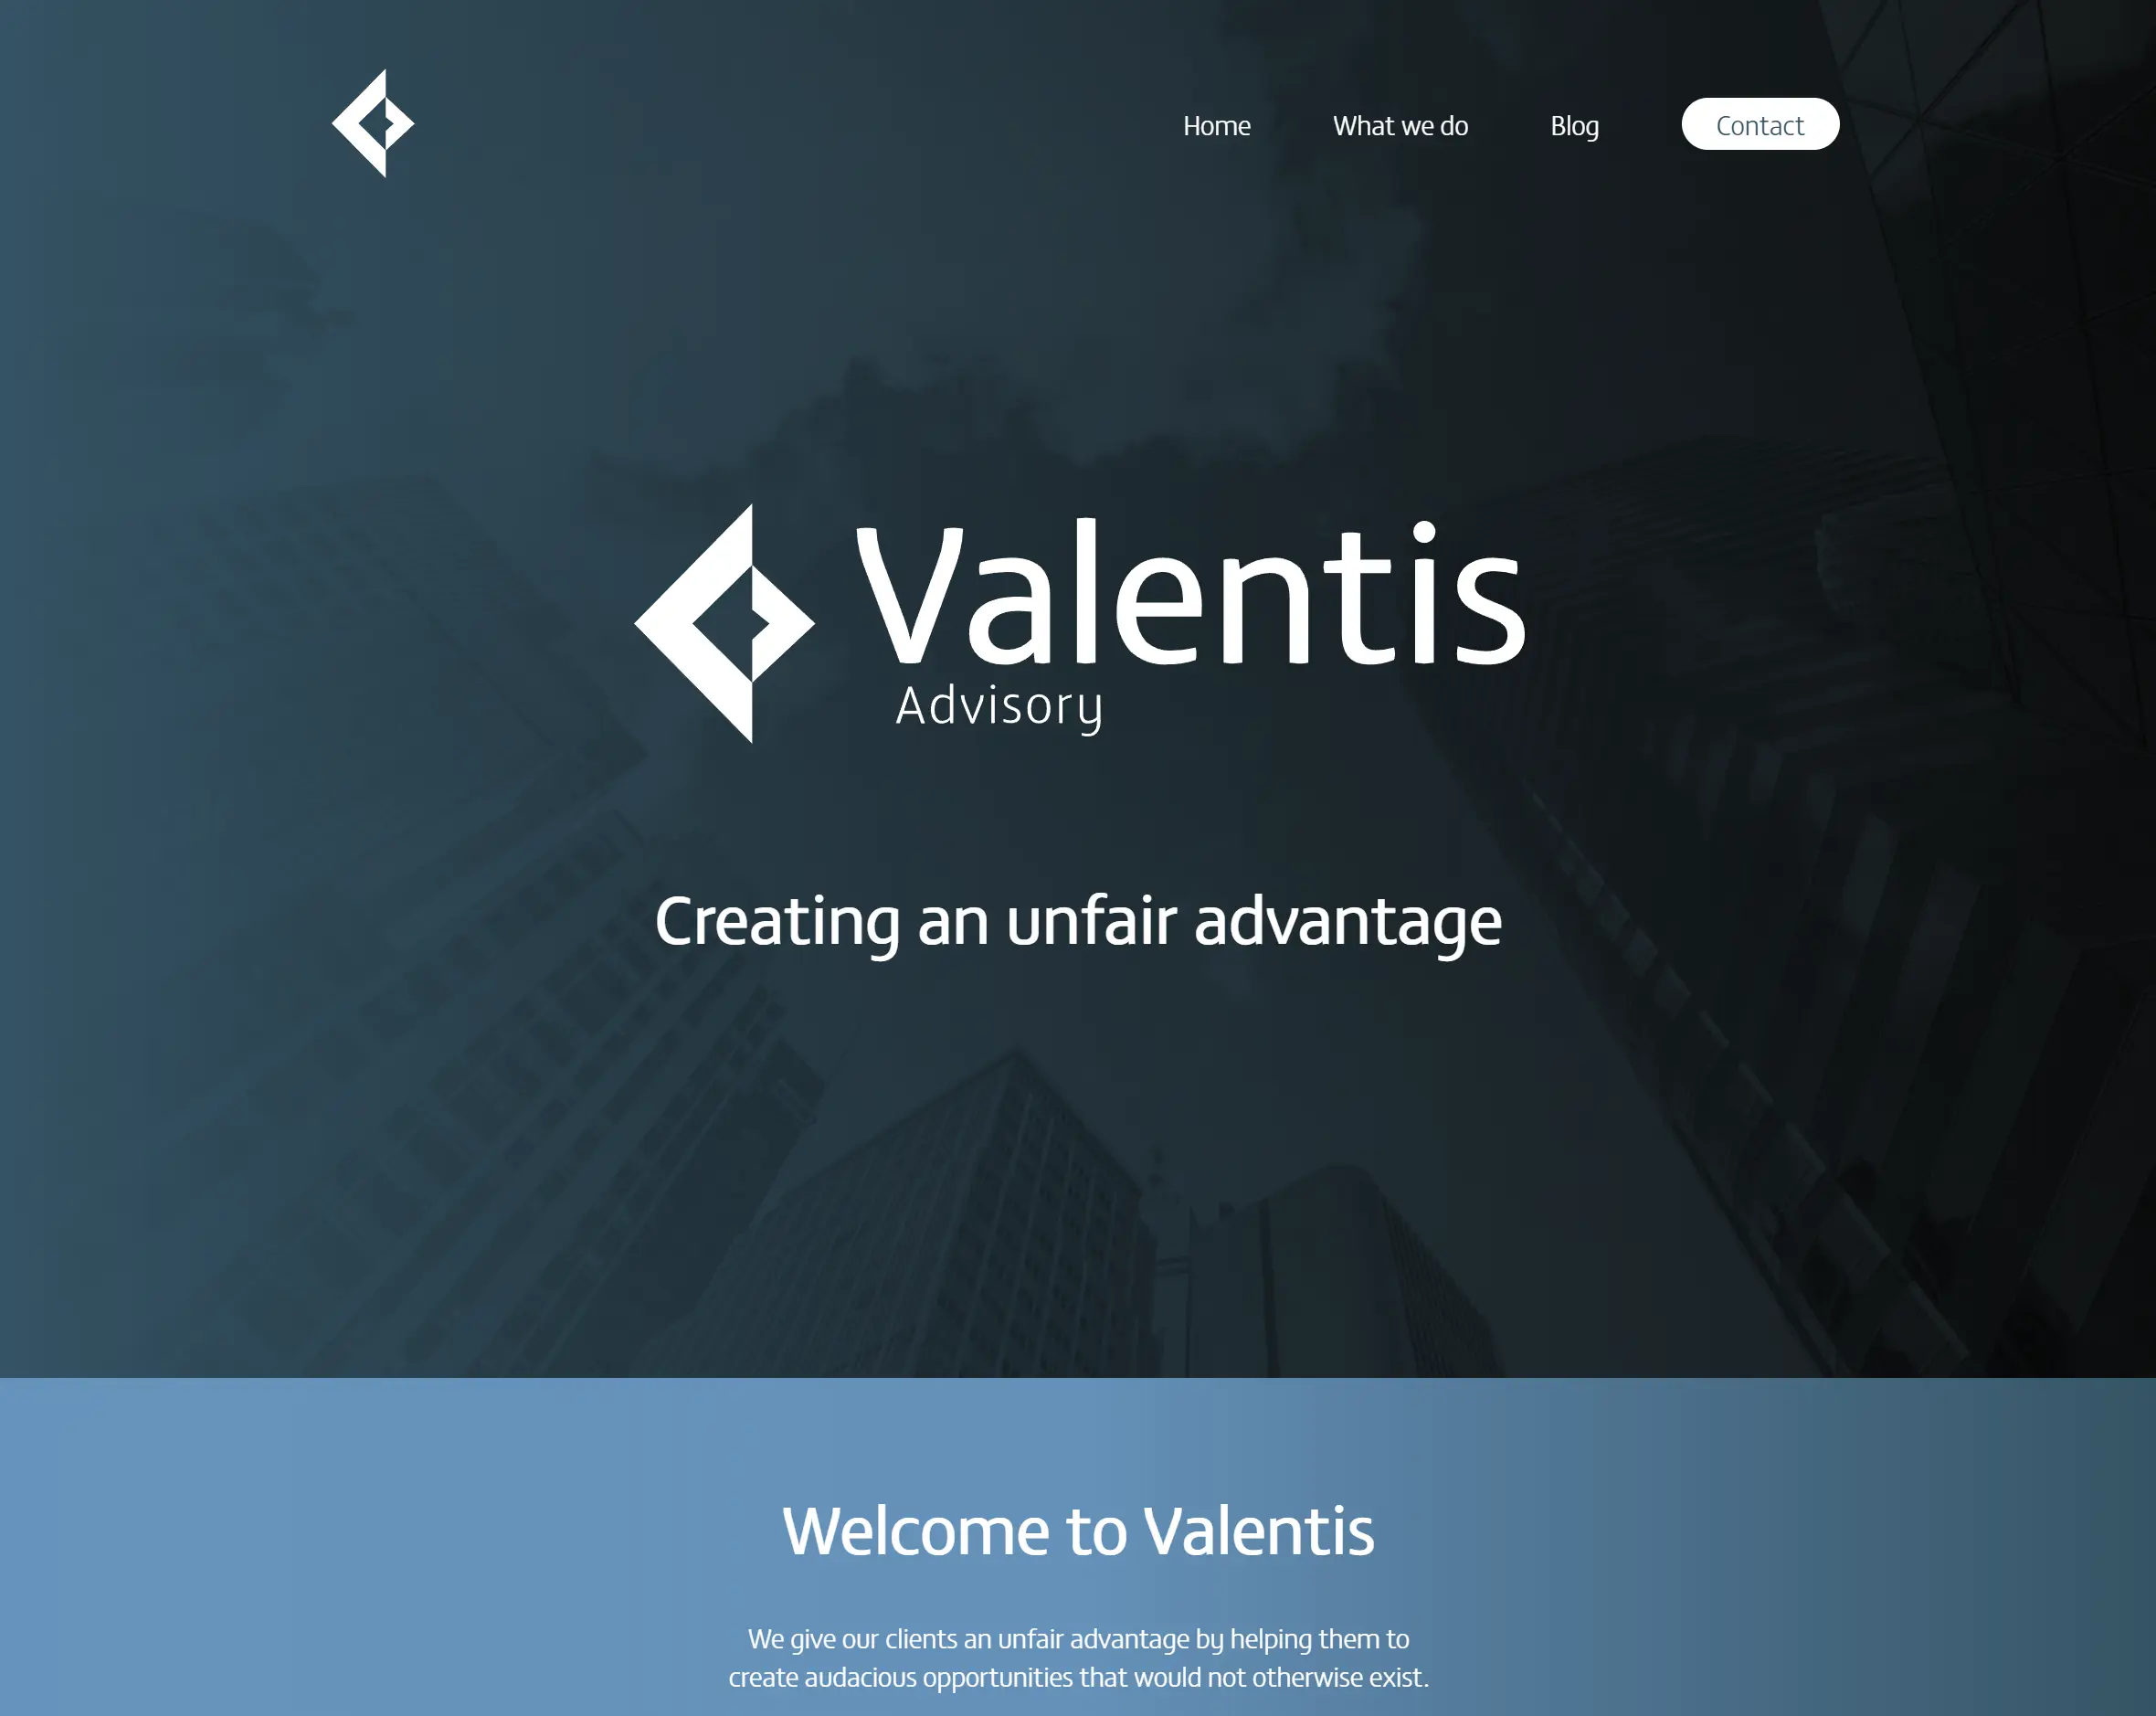 Home
What we do
Blog
Contact
Valentis
Advisory
Creating an unfair advantage
Welcome to Valentis
We give our clients an unfair advantage by helping them to
create audacious opportunities that would not otherwise exist.